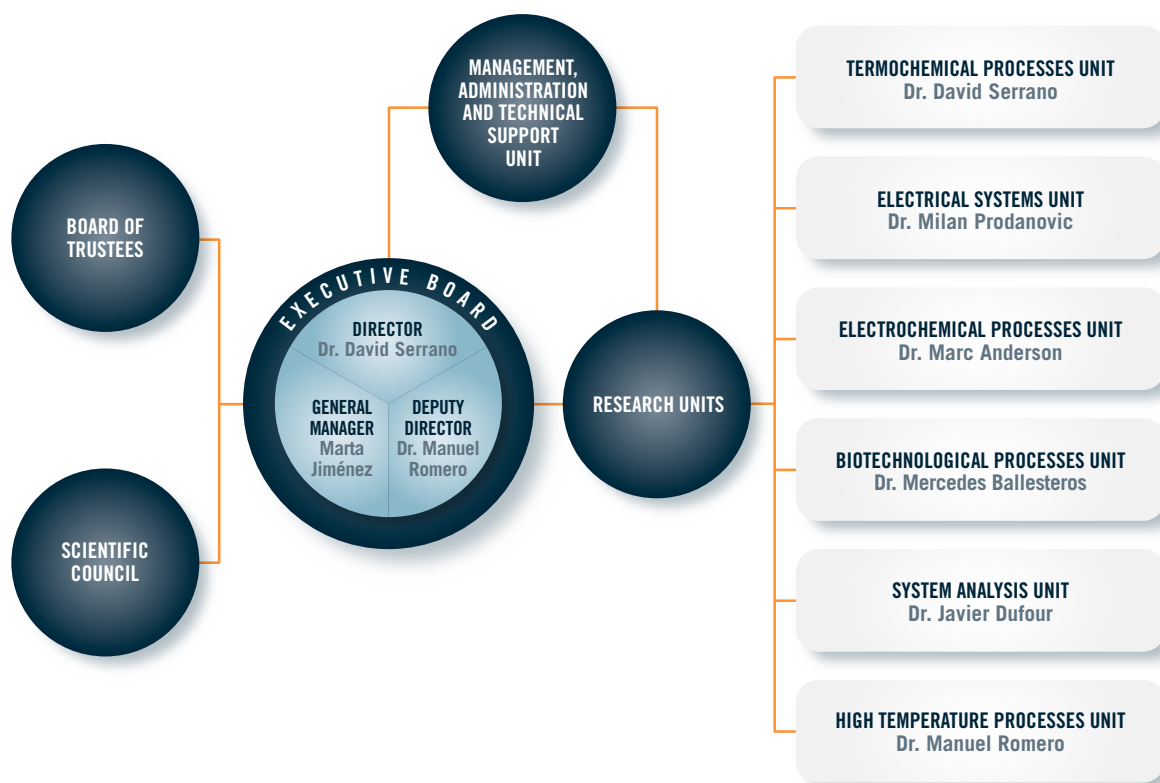 MANAGEMENT,
ADMINISTRATION
AND TECHNICAL
SUPPORT
UNIT
BOARD OF
TRUSTEES
SCIENTIFIC
COUNCIL
EXECUTIVE BOARD
DIRECTOR
Dr. David Serrano
GENERAL
MANAGER
Marta
Jiménez
DEPUTY
DIRECTOR
Dr. Manuel
Romero
RESEARCH UNITS
TERMOCHEMICAL PROCESSES UNIT
Dr. David Serrano
ELECTRICAL SYSTEMS UNIT
Dr. Milan Prodanovic
ELECTROCHEMICAL PROCESSES UNIT
Dr. Marc Anderson
BIOTECHNOLOGICAL PROCESSES UNIT
Dr. Mercedes Ballesteros
SYSTEM ANALYSIS UNIT
Dr. Javier Dufour
HIGH TEMPERATURE PROCESSES UNIT
Dr. Manuel Romero